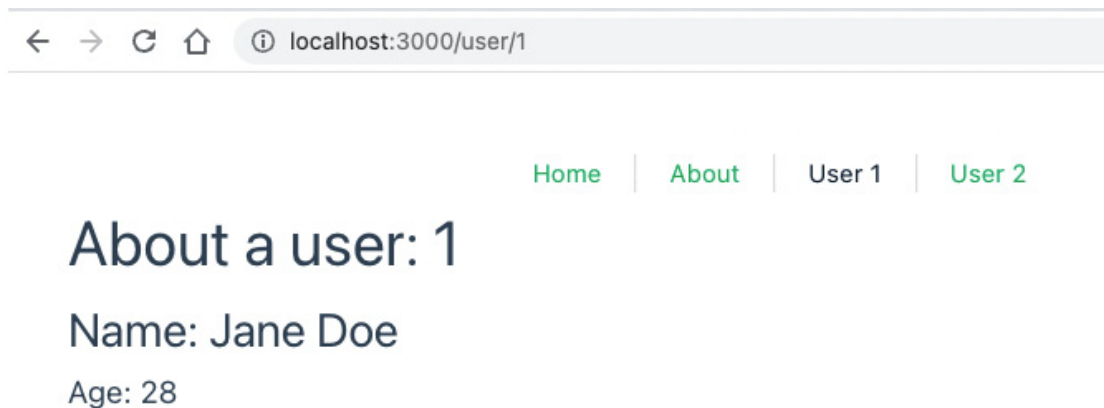 localhost:3000/user/1
Home About User 1 User 2
About a user: 1
Name: Jane Doe
Age: 28